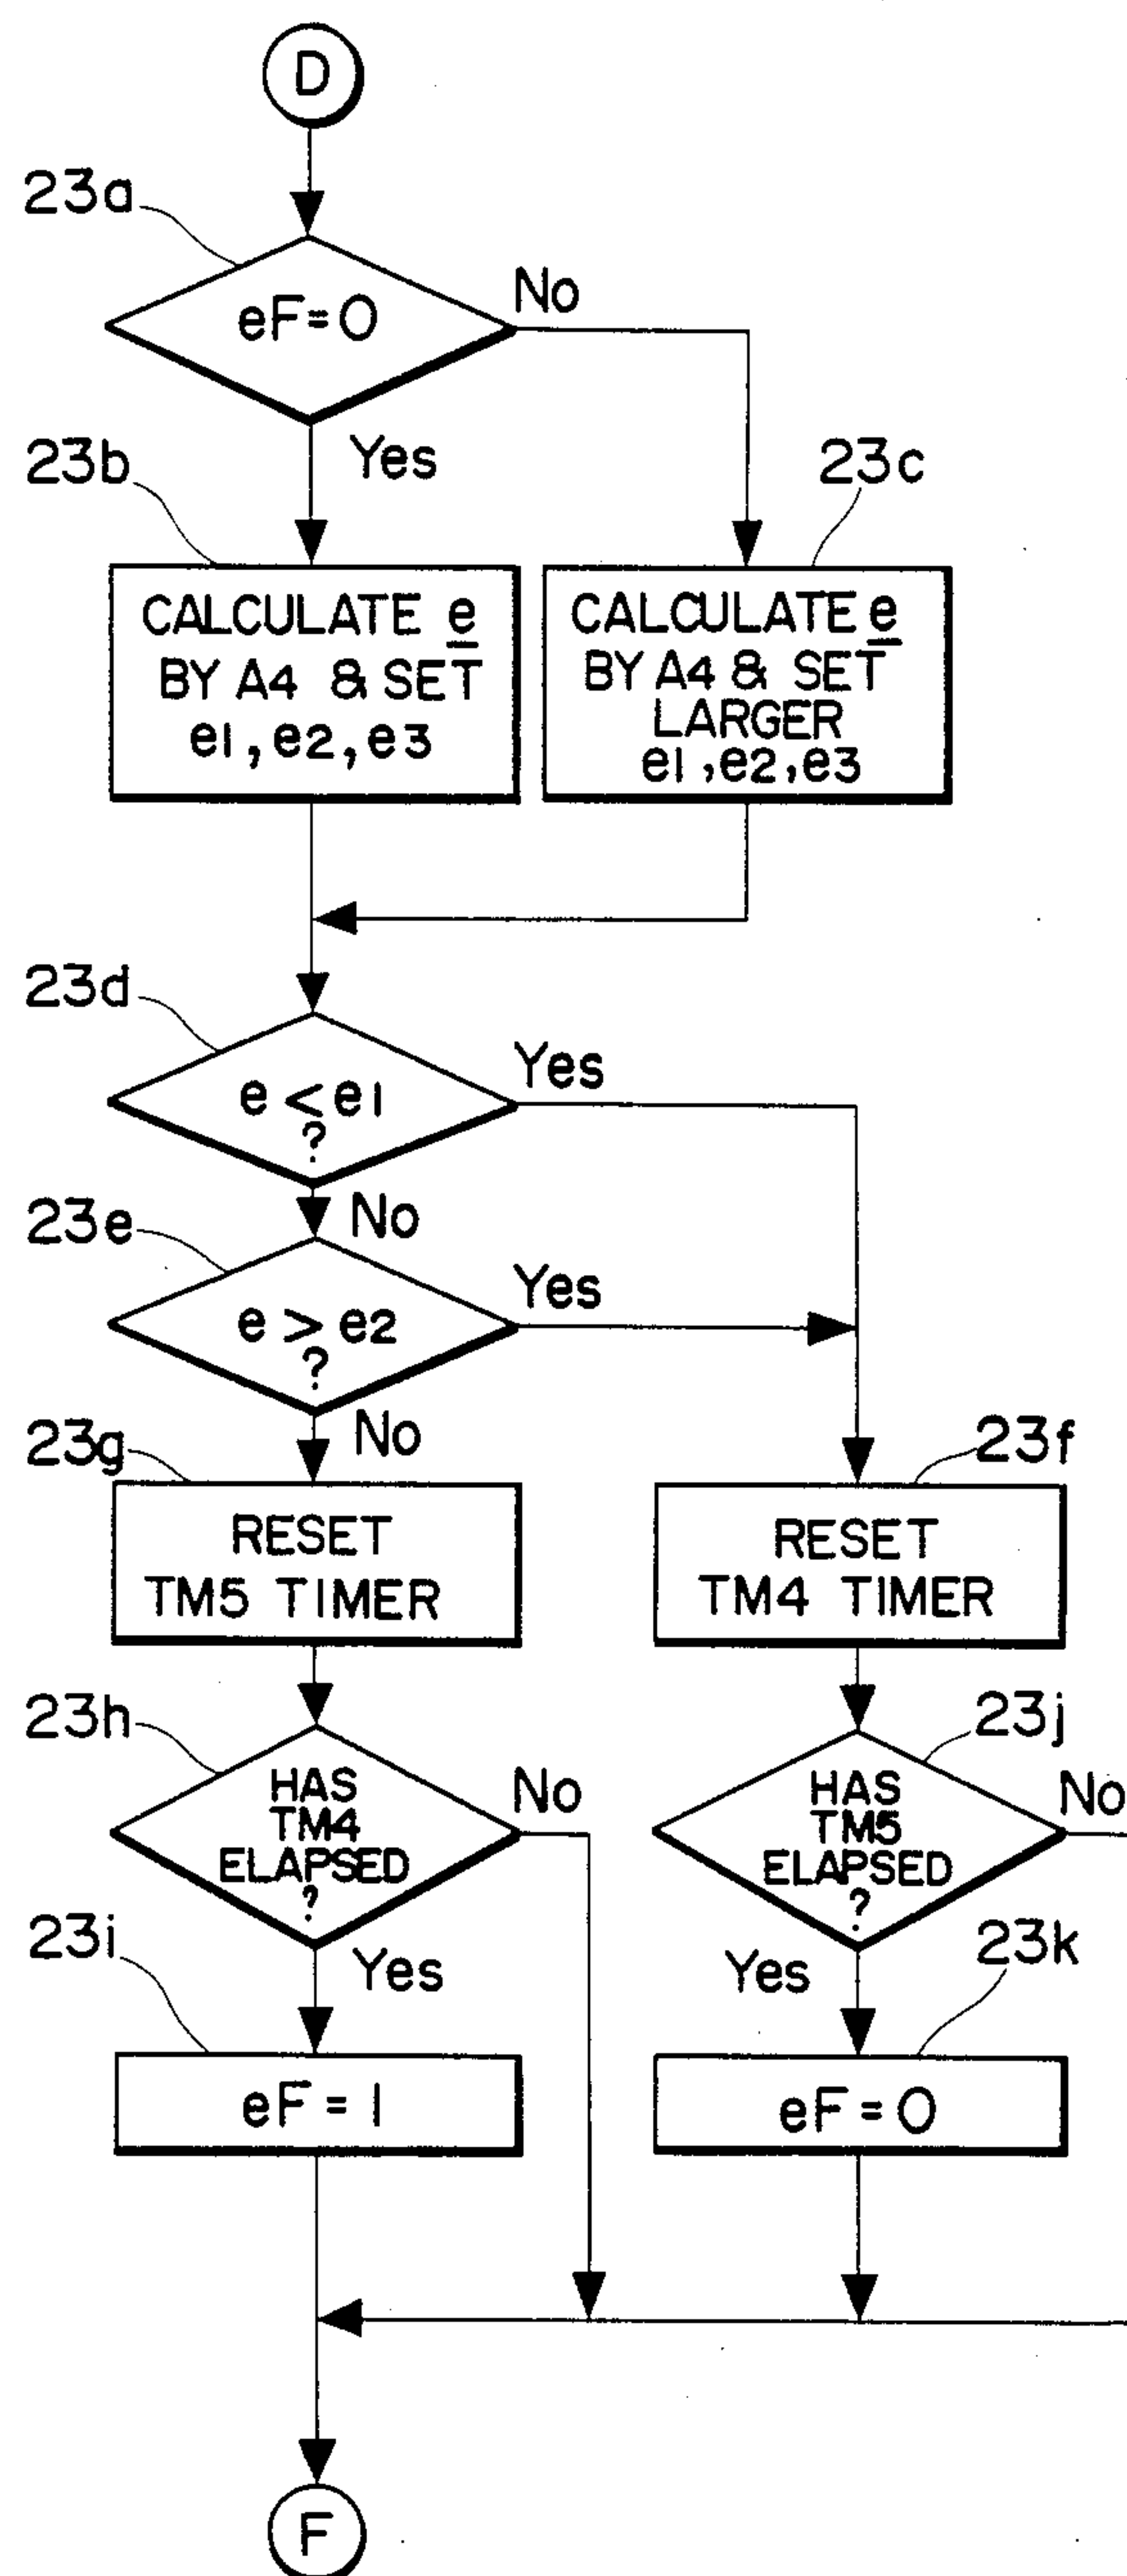 D
23a
eF=0
No
Yes
23b
23c
CALCULATE e
BY A4 & SET
e1, e2, e3
CALCULATE e
BY A4 & SET
LARGER
e1, e2, e3
23d
e < e1
?
Yes
No
23e
e > e2
?
Yes
No
23g
23f
RESET
TM5 TIMER
RESET
TM4 TIMER
23h
HAS
TM4
ELAPSED
?
No
Yes
23j
HAS
TM5
ELAPSED
?
No
Yes
23i
23k
eF = 1
eF = 0
F